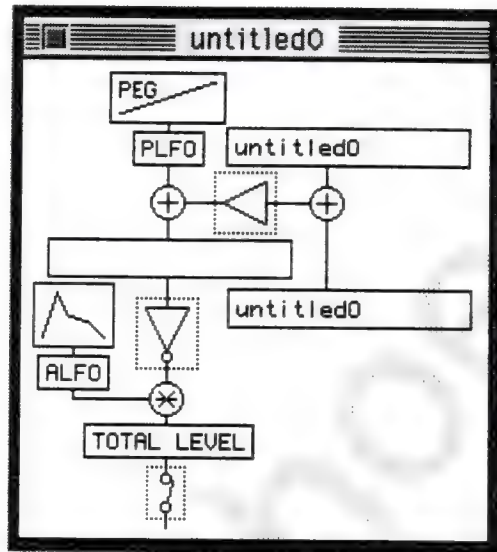 untitled0
PEG
PLFO
untitled0
untitled0
ALFO
TOTAL LEVEL